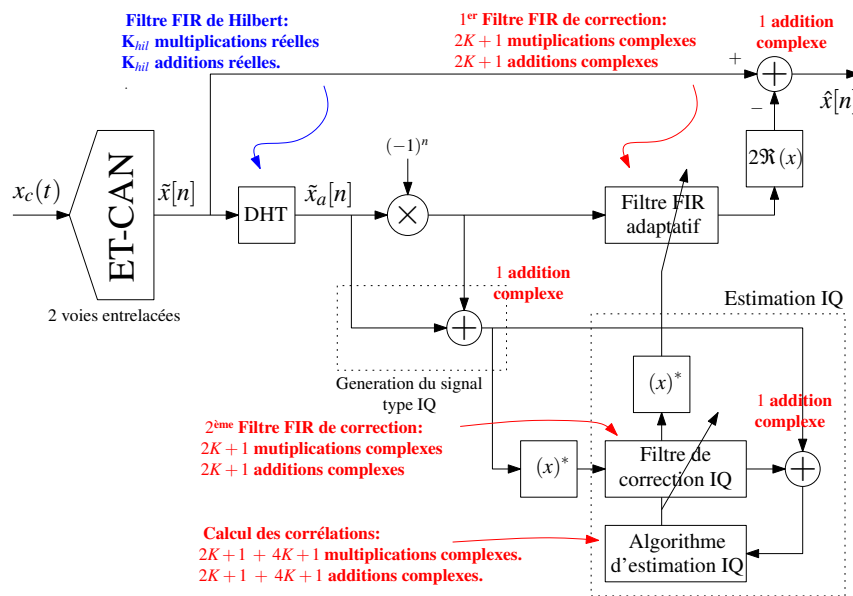 Filtre FIR de Hilbert:
K_hil multiplications réelles
K_hil additions réelles.
1er Filtre FIR de correction:
2K+1 mutiplications complexes
2K+1 additions complexes
1 addition
complexe
+
+
x̂[n]
−
2ℜ(x)
(−1)^n
x_c(t)
ET-CAN
x̃[n]
DHT
x̃_a[n]
×
Filtre FIR
adaptatif
2 voies entrelacées
1 addition
complexe
+
Estimation IQ
Generation du signal
type IQ
(x)*
1 addition
complexe
2ème Filtre FIR de correction:
2K+1 mutiplications complexes
2K+1 additions complexes
(x)*
Filtre de
correction IQ
+
Calcul des corrélations:
2K+1 + 4K+1 multiplications complexes.
2K+1 + 4K+1 additions complexes.
Algorithme
d'estimation IQ